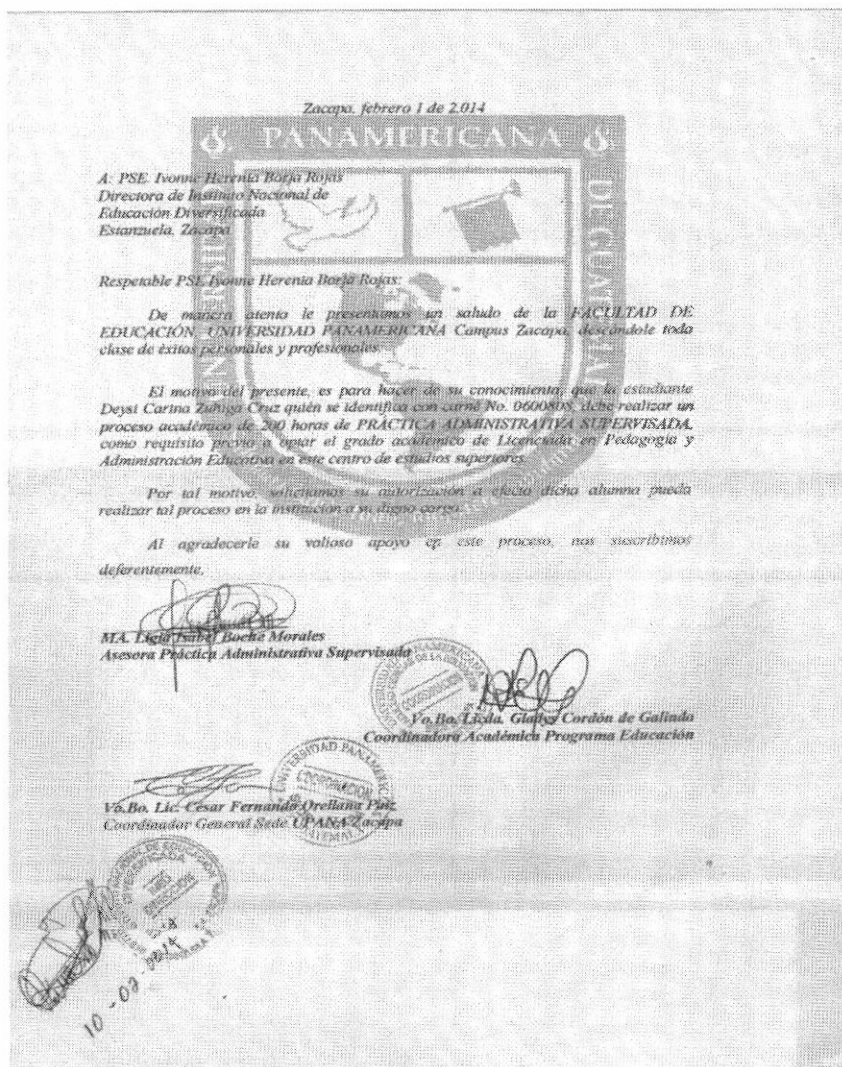 Zacapa, febrero 1 de 2,014
PANAMERICANA
A: PSE. Ivonne Herenia Borja Rojas
Directora de Instituto Nacional de
Educación Diversificada
Estanzuela, Zacapa
Respetable PSE. Ivonne Herenia Borja Rojas:
De manera atenta le presentamos un saludo de la FACULTAD DE
EDUCACIÓN, UNIVERSIDAD PANAMERICANA Campus Zacapa, deseándole toda
clase de éxitos personales y profesionales.
El motivo del presente, es para hacer de su conocimiento, que la estudiante
Deysi Carina Zuñiga Cruz quién se identifica con carné No. 0600808, debe realizar un
proceso académico de 200 horas de PRÁCTICA ADMINISTRATIVA SUPERVISADA,
como requisito previo a optar el grado académico de Licenciada en Pedagogía y
Administración Educativa en este centro de estudios superiores.
Por tal motivo, solicitamos su autorización a efecto dicha alumna pueda
realizar tal proceso en la institución a su digno cargo.
Al agradecerle su valioso apoyo en este proceso, nos suscribimos
deferentemente,
MA. Ligia Isabel Boche Morales
Asesora Práctica Administrativa Supervisada
COORDINACION
Vo.Bo. Licda. Gladys Cordón de Galindo
Coordinadora Académica Programa Educación
UNIVERSIDAD PANAMERICANA
COORDINACION
Vo.Bo. Lic. César Fernando Orellana Paiz
Coordinador General Sede UPANA Zacapa
DIRECCION
10-02-2014